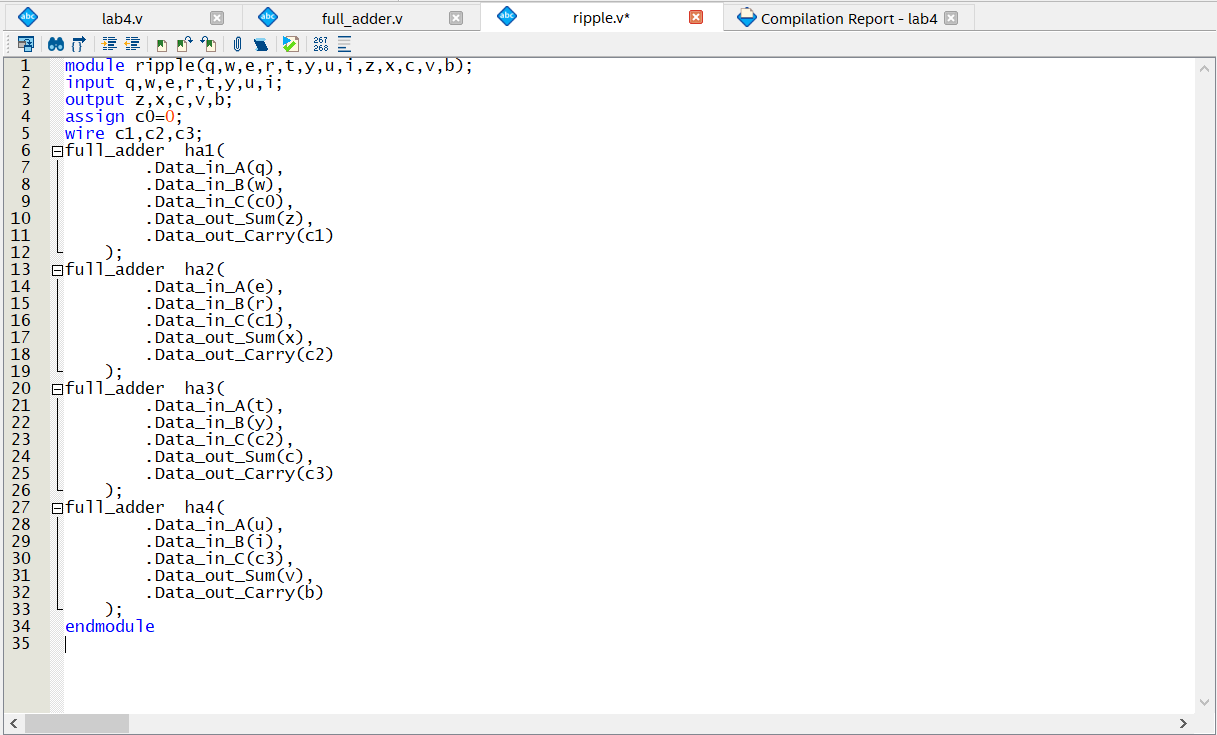 abc lab4.v abc full_adder.v abc ripple.v* Compilation Report - lab4
267
268
1 module ripple(q,w,e,r,t,y,u,i,z,x,c,v,b);
2 input q,w,e,r,t,y,u,i;
3 output z,x,c,v,b;
4 assign c0=0;
5 wire c1,c2,c3;
6 full_adder  ha1(
7         .Data_in_A(q),
8         .Data_in_B(w),
9         .Data_in_C(c0),
10         .Data_out_Sum(z),
11         .Data_out_Carry(c1)
12     );
13 full_adder  ha2(
14         .Data_in_A(e),
15         .Data_in_B(r),
16         .Data_in_C(c1),
17         .Data_out_Sum(x),
18         .Data_out_Carry(c2)
19     );
20 full_adder  ha3(
21         .Data_in_A(t),
22         .Data_in_B(y),
23         .Data_in_C(c2),
24         .Data_out_Sum(c),
25         .Data_out_Carry(c3)
26     );
27 full_adder  ha4(
28         .Data_in_A(u),
29         .Data_in_B(i),
30         .Data_in_C(c3),
31         .Data_out_Sum(v),
32         .Data_out_Carry(b)
33     );
34 endmodule
35